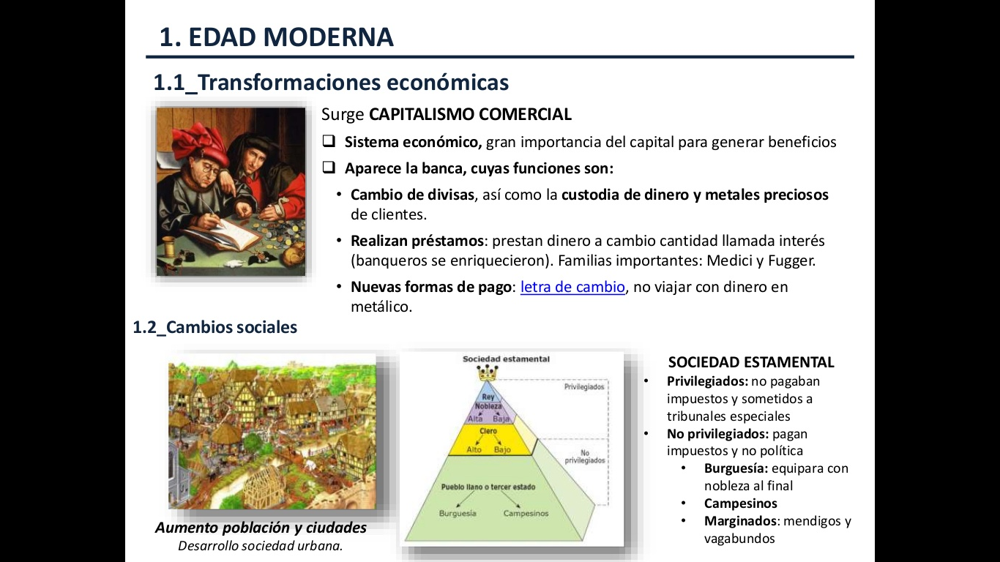 1. EDAD MODERNA
1.1_Transformaciones económicas
Surge CAPITALISMO COMERCIAL
❑ Sistema económico, gran importancia del capital para generar beneficios
❑ Aparece la banca, cuyas funciones son:
• Cambio de divisas, así como la custodia de dinero y metales preciosos
de clientes.
• Realizan préstamos: prestan dinero a cambio cantidad llamada interés
(banqueros se enriquecieron). Familias importantes: Medici y Fugger.
• Nuevas formas de pago: letra de cambio, no viajar con dinero en
metálico.
1.2_Cambios sociales
Aumento población y ciudades
Desarrollo sociedad urbana.
Sociedad estamental
Privilegiados
Rey
Nobleza
Alta Baja
Clero
Alto Bajo
No
privilegiados
Pueblo llano o tercer estado
Burguesía Campesinos
SOCIEDAD ESTAMENTAL
• Privilegiados: no pagaban
impuestos y sometidos a
tribunales especiales
• No privilegiados: pagan
impuestos y no política
• Burguesía: equipara con
nobleza al final
• Campesinos
• Marginados: mendigos y
vagabundos